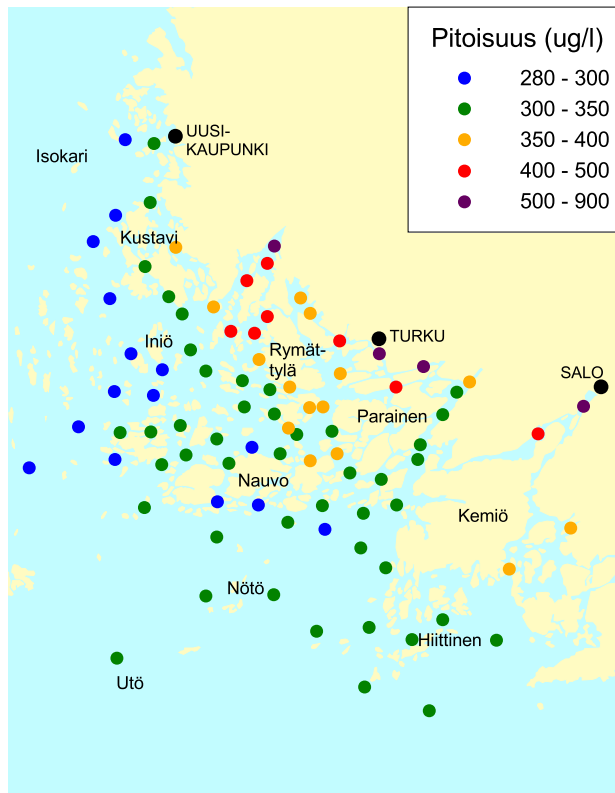 Pitoisuus (ug/l)
280 - 300
300 - 350
350 - 400
400 - 500
500 - 900
UUSI-
KAUPUNKI
Isokari
Kustavi
Iniö
TURKU
Rymät-
tylä
SALO
Parainen
Nauvo
Kemiö
Nötö
Hiittinen
Utö